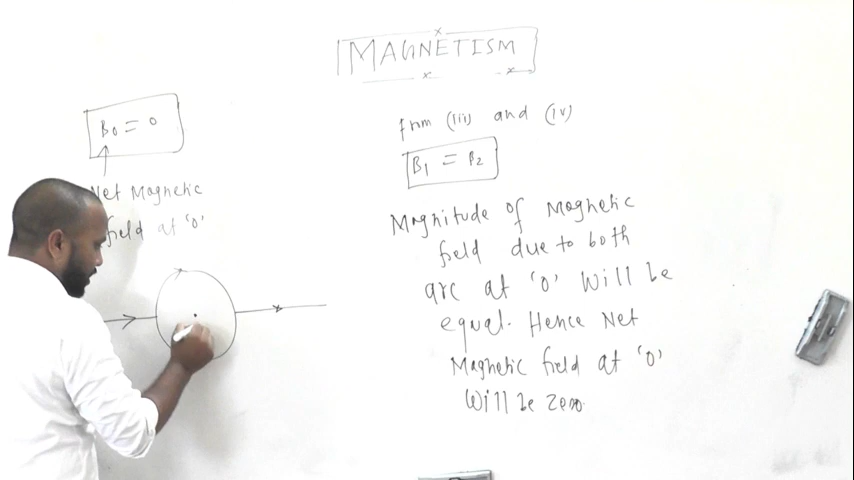 MAGNETISM
B0 = 0
Net Magnetic
field at 'O'
from (iii) and (iv)
B1 = B2
Magnitude of Magnetic
field due to both
arc at 'O' will be
equal. Hence Net
Magnetic field at 'O'
will be zero